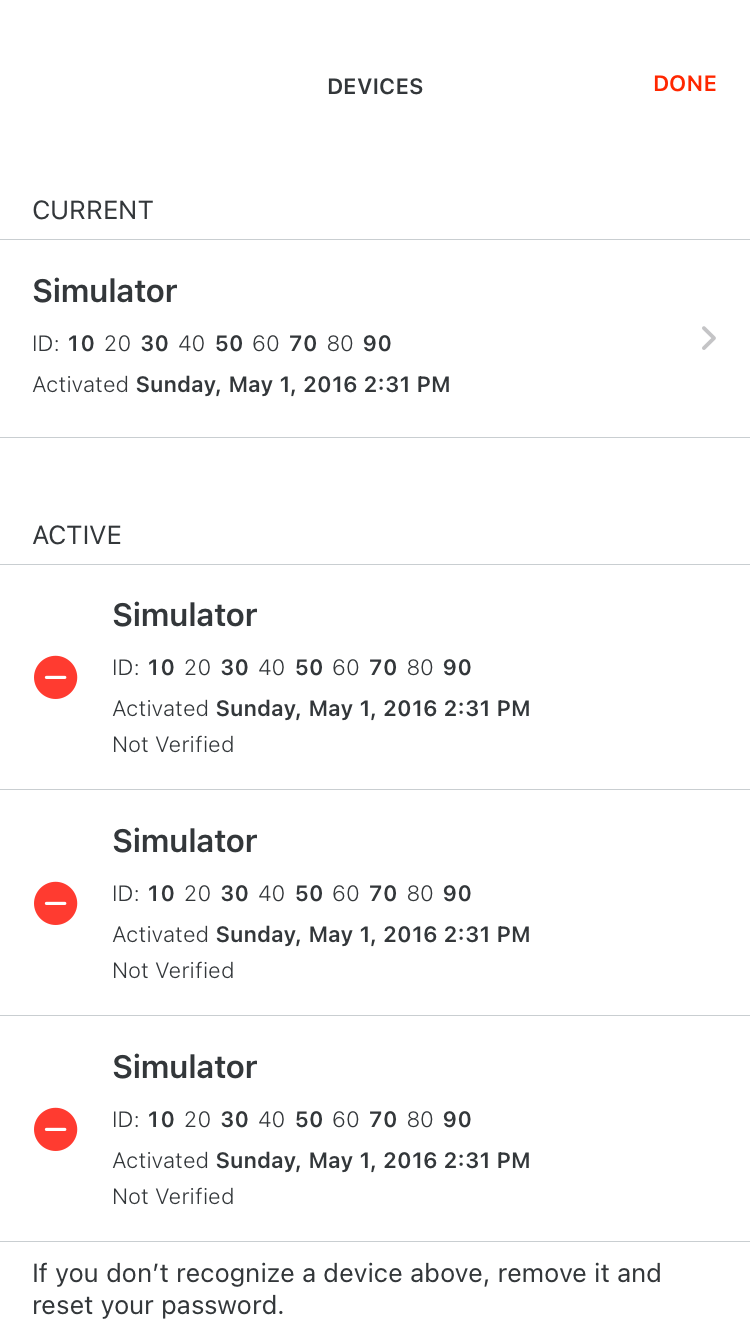 DEVICES
DONE
CURRENT
Simulator
ID: 10 20 30 40 50 60 70 80 90
Activated Sunday, May 1, 2016 2:31 PM
ACTIVE
Simulator
ID: 10 20 30 40 50 60 70 80 90
Activated Sunday, May 1, 2016 2:31 PM
Not Verified
Simulator
ID: 10 20 30 40 50 60 70 80 90
Activated Sunday, May 1, 2016 2:31 PM
Not Verified
Simulator
ID: 10 20 30 40 50 60 70 80 90
Activated Sunday, May 1, 2016 2:31 PM
Not Verified
If you don’t recognize a device above, remove it and
reset your password.